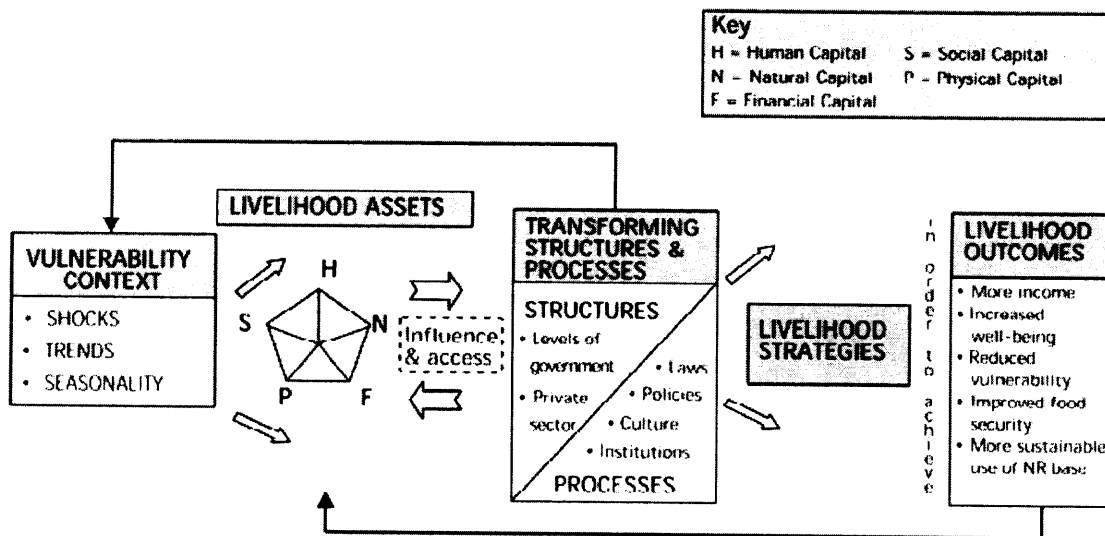 Key
H = Human Capital S = Social Capital
N – Natural Capital P – Physical Capital
F = Financial Capital
LIVELIHOOD ASSETS
VULNERABILITY
CONTEXT
• SHOCKS
• TRENDS
• SEASONALITY
H
S
N
P
F
Influence
& access
TRANSFORMING
STRUCTURES &
PROCESSES
STRUCTURES
• Levels of
government
• Private
sector
• Laws
• Policies
• Culture
• Institutions
PROCESSES
LIVELIHOOD
STRATEGIES
in order to achieve
LIVELIHOOD
OUTCOMES
• More income
• Increased
well-being
• Reduced
vulnerability
• Improved food
security
• More sustainable
use of NR base